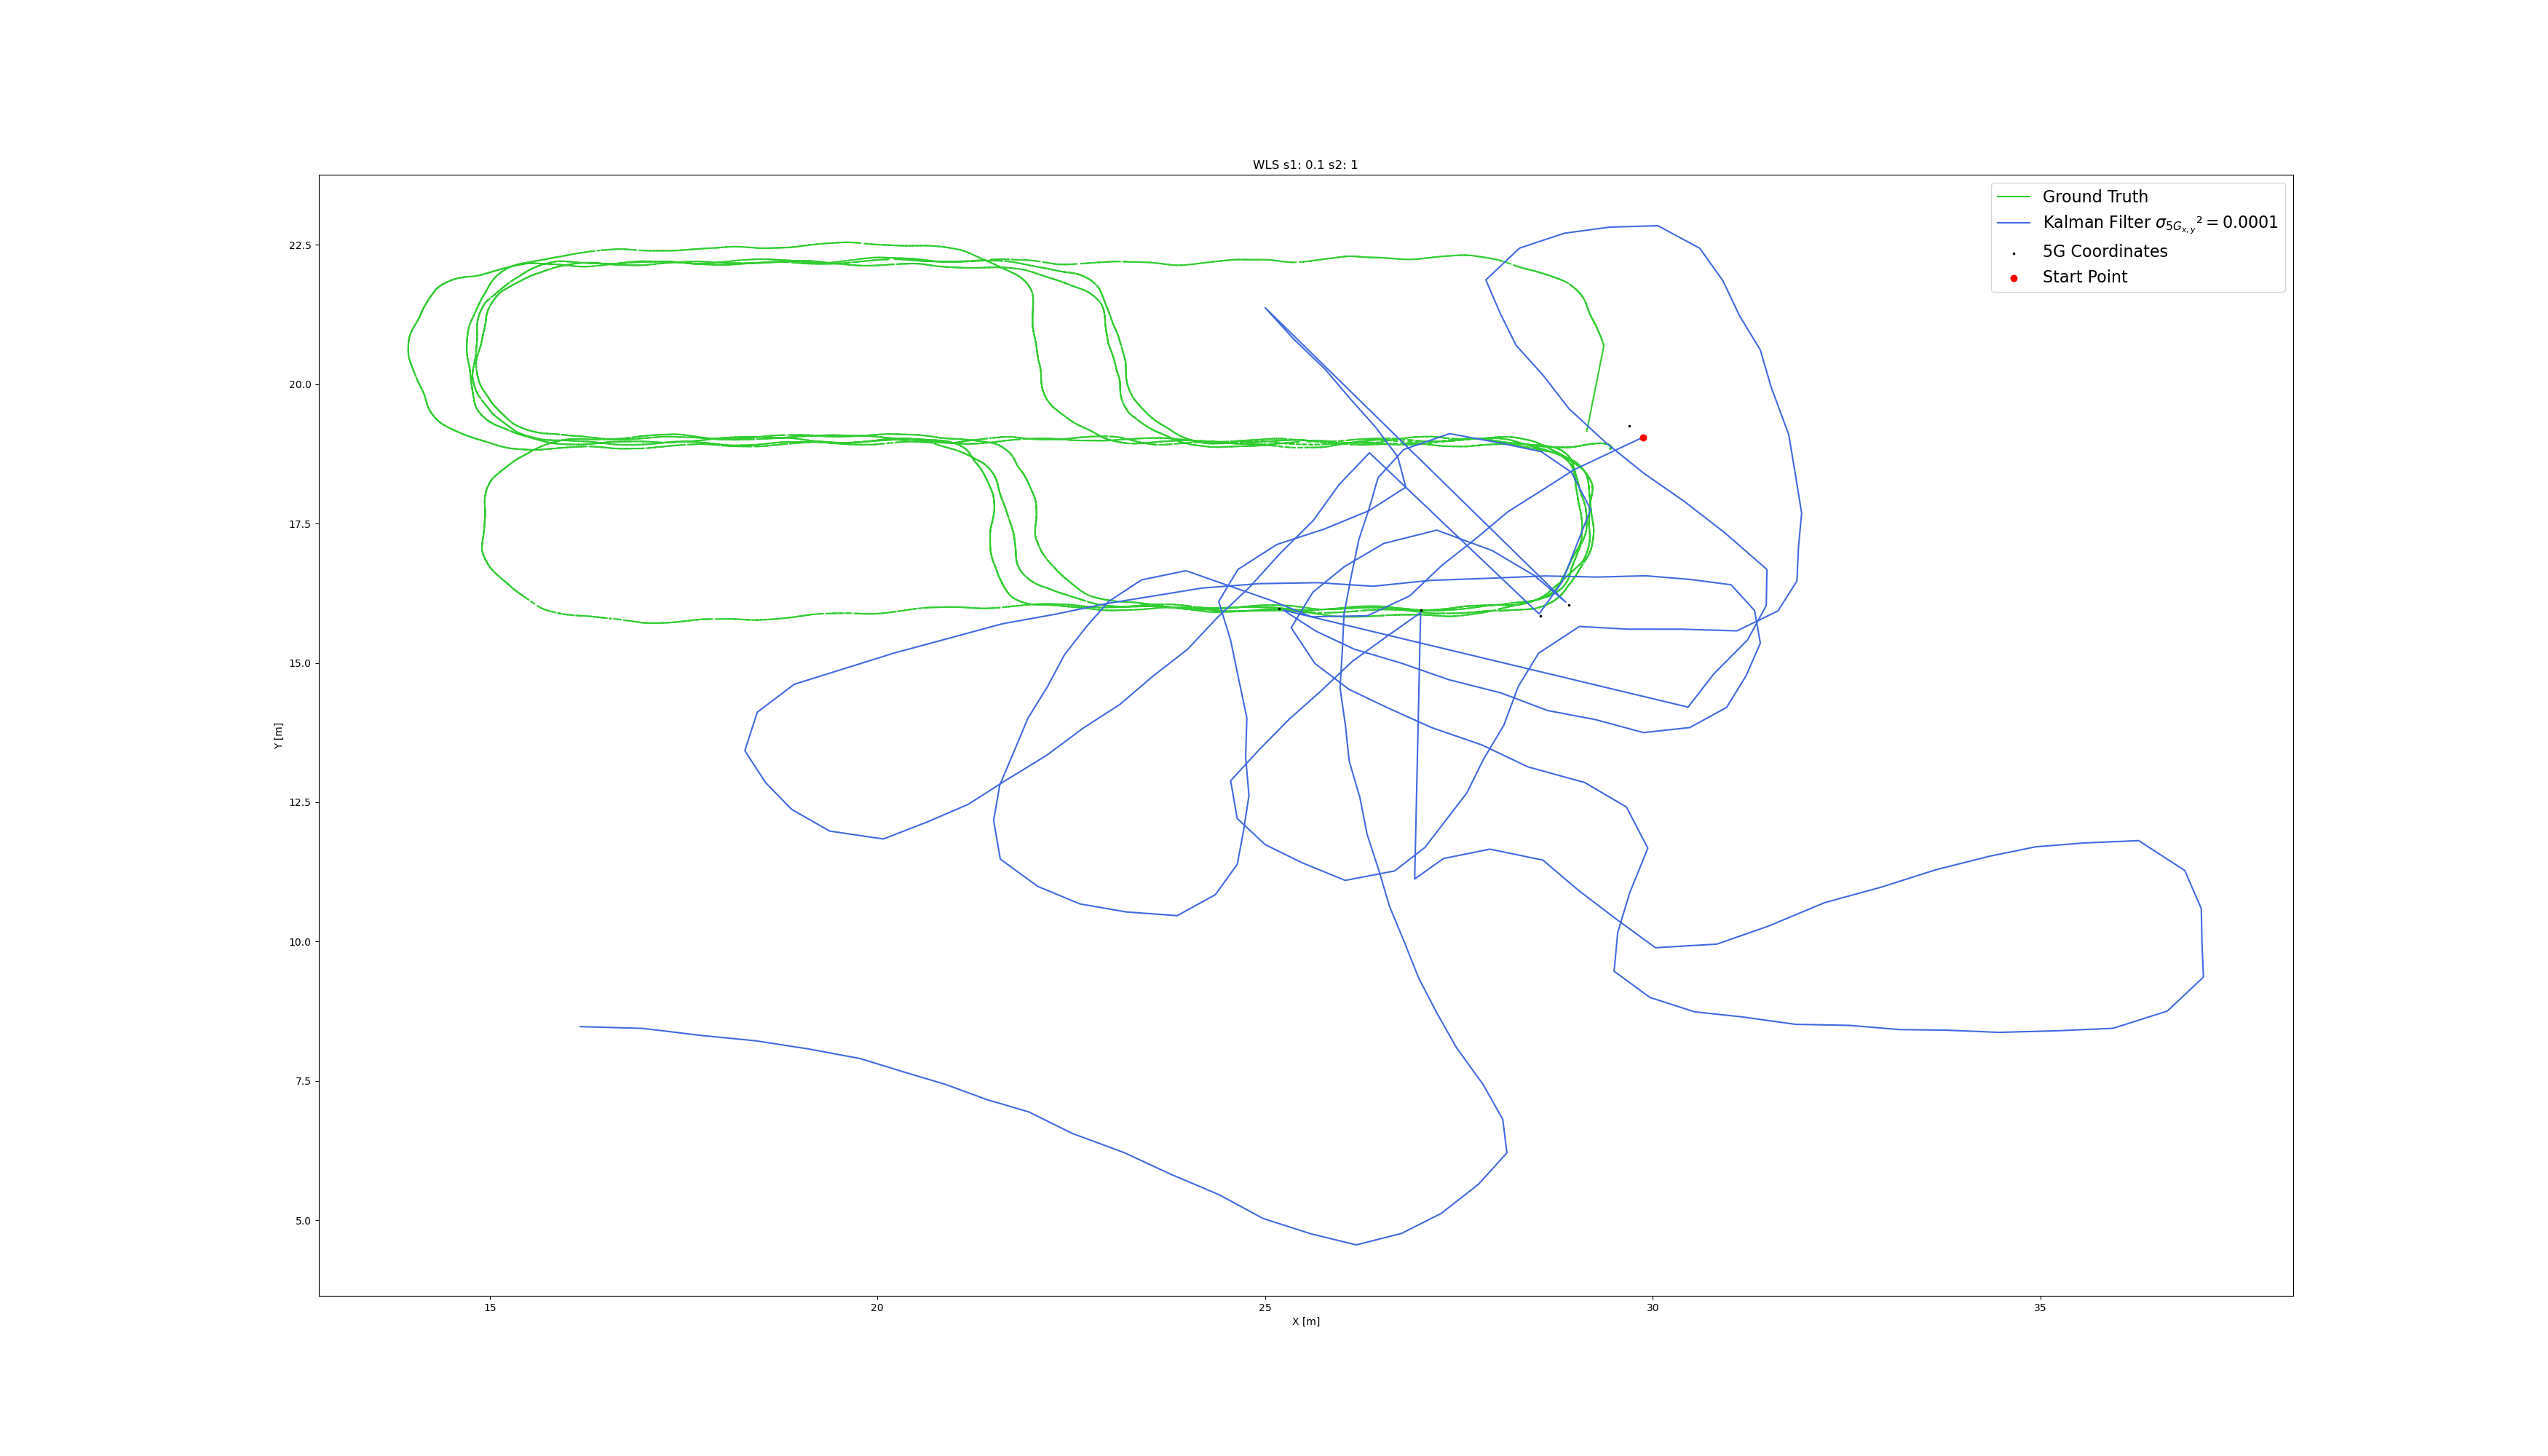 WLS s1: 0.1 s2: 1
Ground Truth
Kalman Filter σ5Gx,y² = 0.0001
5G Coordinates
Start Point
22.5
20.0
17.5
15.0
12.5
10.0
7.5
5.0
Y [m]
15 20 25 30 35
X [m]